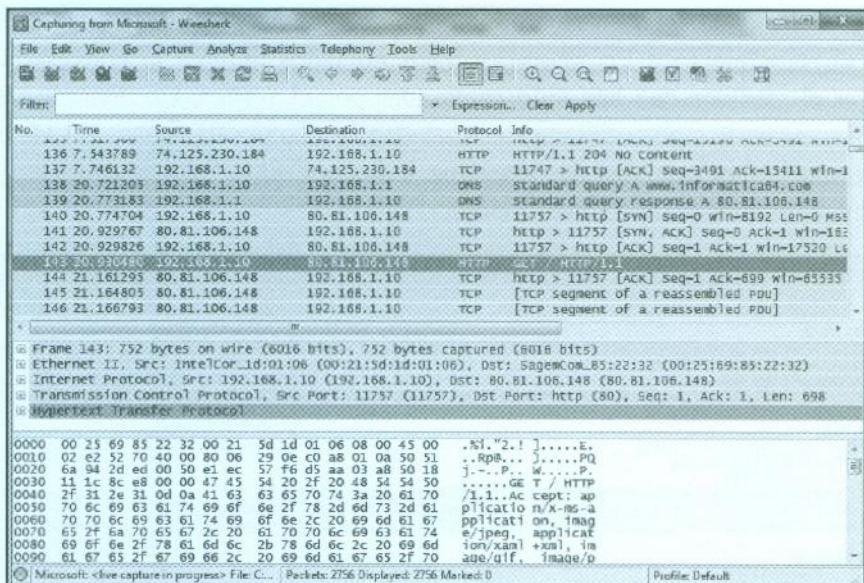 Capturing from Microsoft - Wireshark
File Edit View Go Capture Analyze Statistics Telephony Tools Help
Filter: Expression... Clear Apply
No. Time Source Destination Protocol Info
136 7.543789 74.125.230.184 192.168.1.10 HTTP HTTP/1.1 204 No Content
137 7.746132 192.168.1.10 74.125.230.184 TCP 11747 > http [ACK] Seq=3491 Ack=15411 Win=1
138 20.721205 192.168.1.10 192.168.1.1 DNS Standard query A www.informatica64.com
139 20.773183 192.168.1.1 192.168.1.10 DNS Standard query response A 80.81.106.148
140 20.774704 192.168.1.10 80.81.106.148 TCP 11757 > http [SYN] Seq=0 Win=8192 Len=0 MSS
141 20.929767 80.81.106.148 192.168.1.10 TCP http > 11757 [SYN, ACK] Seq=0 Ack=1 Win=163
142 20.929826 192.168.1.10 80.81.106.148 TCP 11757 > http [ACK] Seq=1 Ack=1 Win=17520 Le
143 20.930480 192.168.1.10 80.81.106.148 HTTP GET / HTTP/1.1
144 21.161295 80.81.106.148 192.168.1.10 TCP http > 11757 [ACK] Seq=1 Ack=699 Win=65535
145 21.164805 80.81.106.148 192.168.1.10 TCP [TCP segment of a reassembled PDU]
146 21.166793 80.81.106.148 192.168.1.10 TCP [TCP segment of a reassembled PDU]
Frame 143: 752 bytes on wire (6016 bits), 752 bytes captured (6016 bits)
Ethernet II, Src: IntelCor_1d:01:06 (00:21:5d:1d:01:06), Dst: SagemCom_85:22:32 (00:25:69:85:22:32)
Internet Protocol, Src: 192.168.1.10 (192.168.1.10), Dst: 80.81.106.148 (80.81.106.148)
Transmission Control Protocol, Src Port: 11757 (11757), Dst Port: http (80), Seq: 1, Ack: 1, Len: 698
Hypertext Transfer Protocol
0000 00 25 69 85 22 32 00 21 5d 1d 01 06 08 00 45 00 .%i."2.! ].....E.
0010 02 e2 52 70 40 00 80 06 29 0e c0 a8 01 0a 50 51 ..Rp@... ).....PQ
0020 6a 94 2d ed 00 50 e1 ec 57 f6 d5 aa 03 a8 50 18 j.-..P.. W.....P.
0030 11 1c 8c e8 00 00 47 45 54 20 2f 20 48 54 54 50 ......GE T / HTTP
0040 2f 31 2e 31 0d 0a 41 63 63 65 70 74 3a 20 61 70 /1.1..Ac cept: ap
0050 70 6c 69 63 61 74 69 6f 6e 2f 78 2d 6d 73 2d 61 plicatio n/x-ms-a
0060 70 70 6c 69 63 61 74 69 6f 6e 2c 20 69 6d 61 67 pplicati on, imag
0070 65 2f 6a 70 65 67 2c 20 61 70 70 6c 69 63 61 74 e/jpeg, applicat
0080 69 6f 6e 2f 78 61 6d 6c 2b 78 6d 6c 2c 20 69 6d ion/xaml +xml, im
0090 61 67 65 2f 67 69 66 2c 20 69 6d 61 67 65 2f 70 age/gif, image/p
Microsoft: <live capture in progress> File: C:... Packets: 2756 Displayed: 2756 Marked: 0 Profile: Default